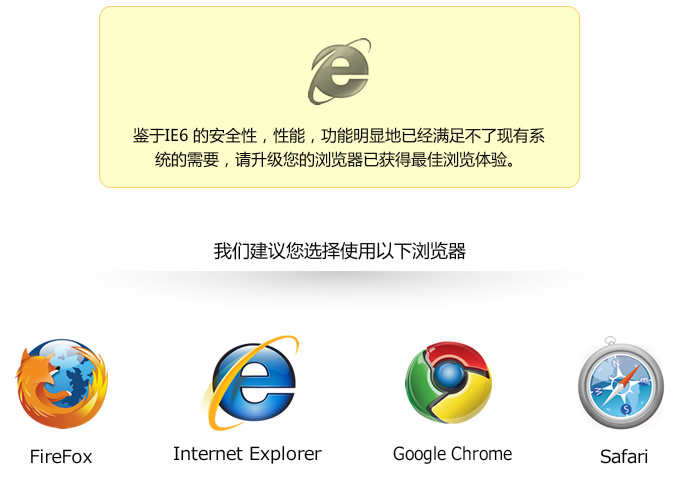 鉴于IE6 的安全性，性能，功能明显地已经满足不了现有系
统的需要，请升级您的浏览器已获得最佳浏览体验。
我们建议您选择使用以下浏览器
FireFox
Internet Explorer
Google Chrome
Safari